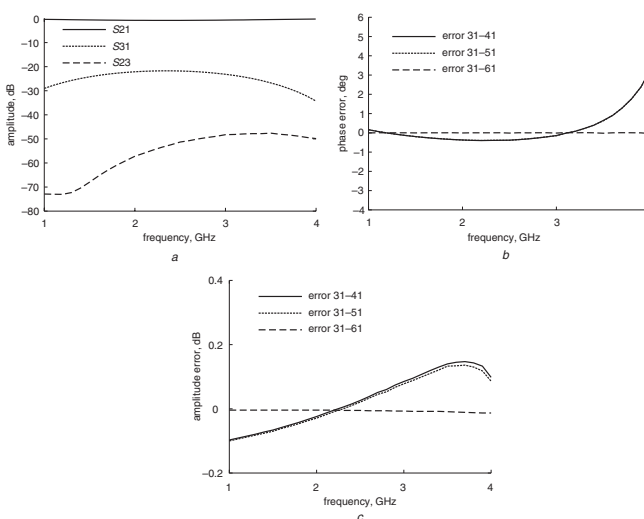 0
–10
–20
–30
–40
–50
–60
–70
–80
amplitude, dB
S21
S31
S23
1
2
3
4
frequency, GHz
a
6
5
4
3
2
1
0
–1
–2
–3
–4
phase error, deg
error 31–41
error 31–51
error 31–61
1
2
3
frequency, GHz
b
0.4
0.2
0
–0.2
amplitude error, dB
error 31–41
error 31–51
error 31–61
1
2
3
4
frequency, GHz
c